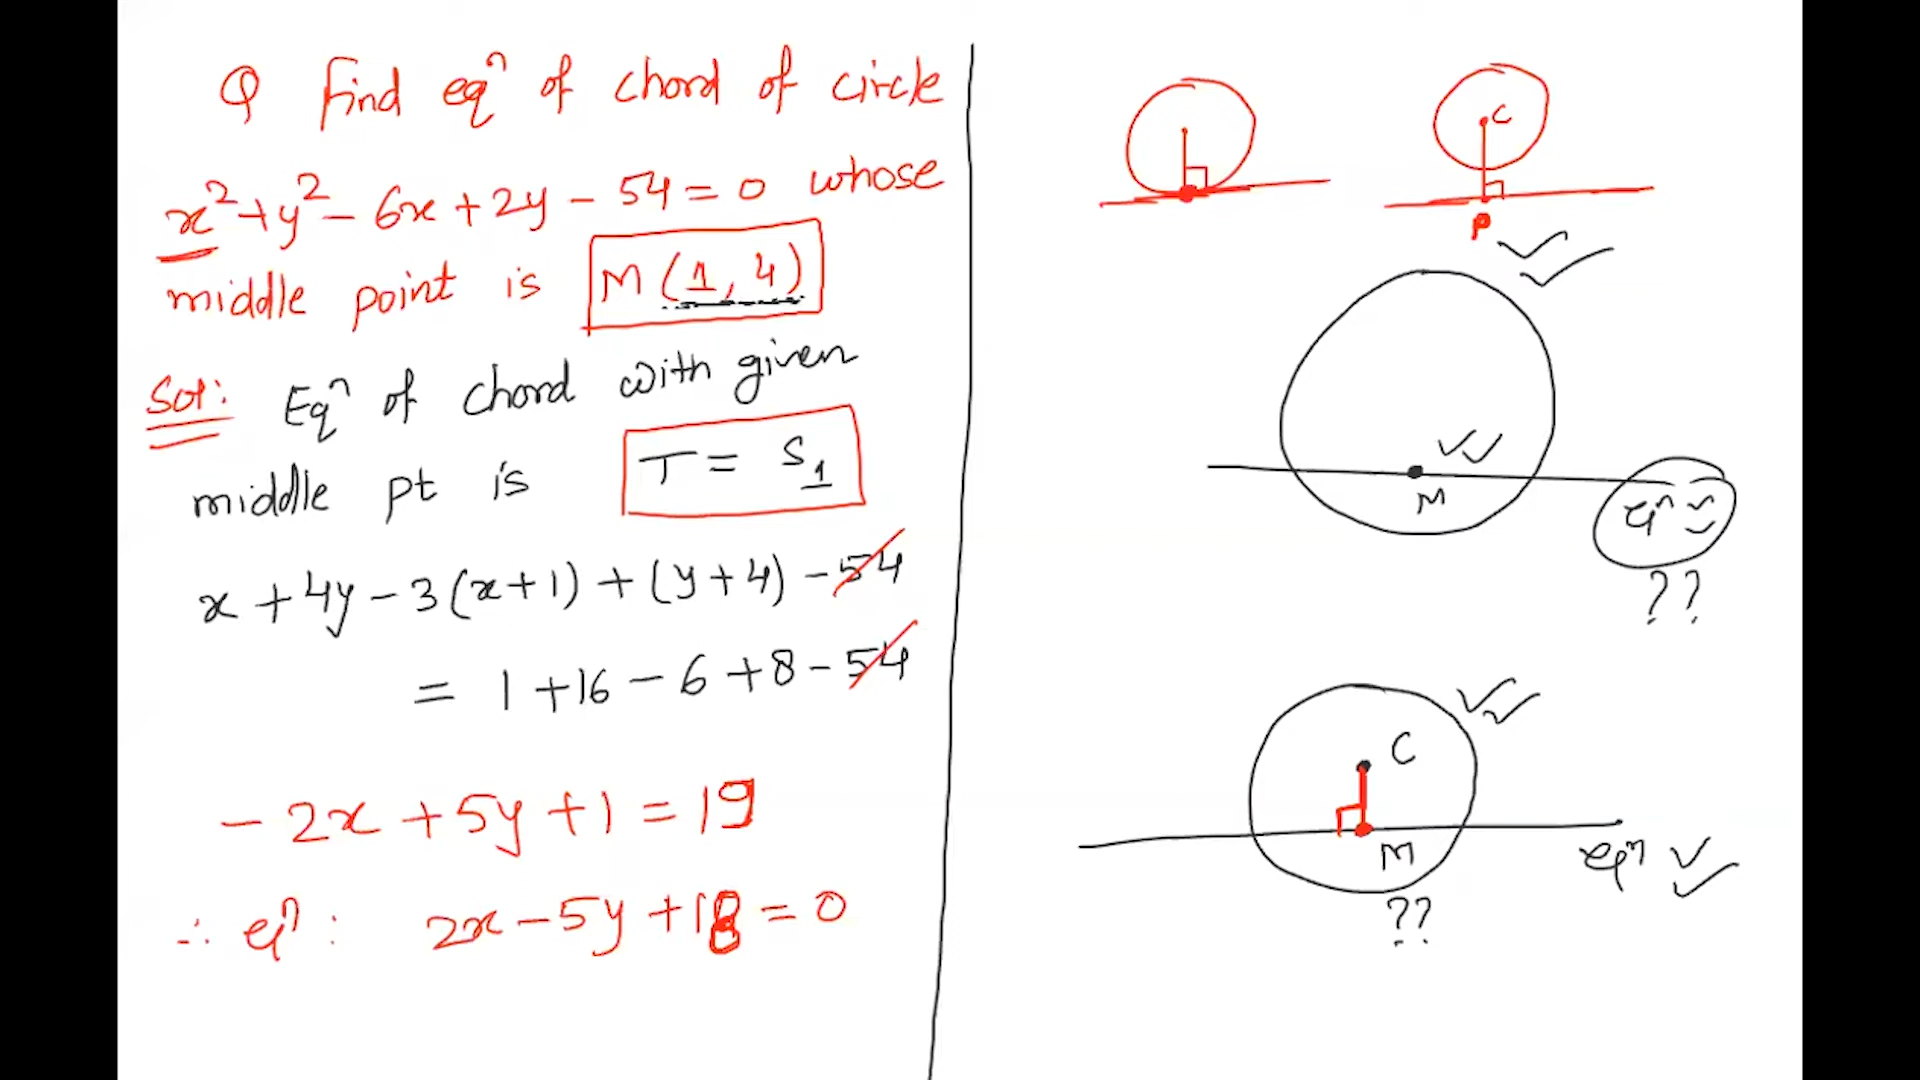 Q Find eqⁿ of chord of circle
x² + y² - 6x + 2y - 54 = 0 whose
middle point is M (1, 4)
Sol: Eqⁿ of chord with given
middle pt is T = S₁
x + 4y - 3(x+1) + (y+4) - 54
= 1 + 16 - 6 + 8 - 54
- 2x + 5y + 1 = 19
∴ eqⁿ : 2x - 5y + 18 = 0
C
P
M
eqⁿ
??
C
M
eqⁿ
??